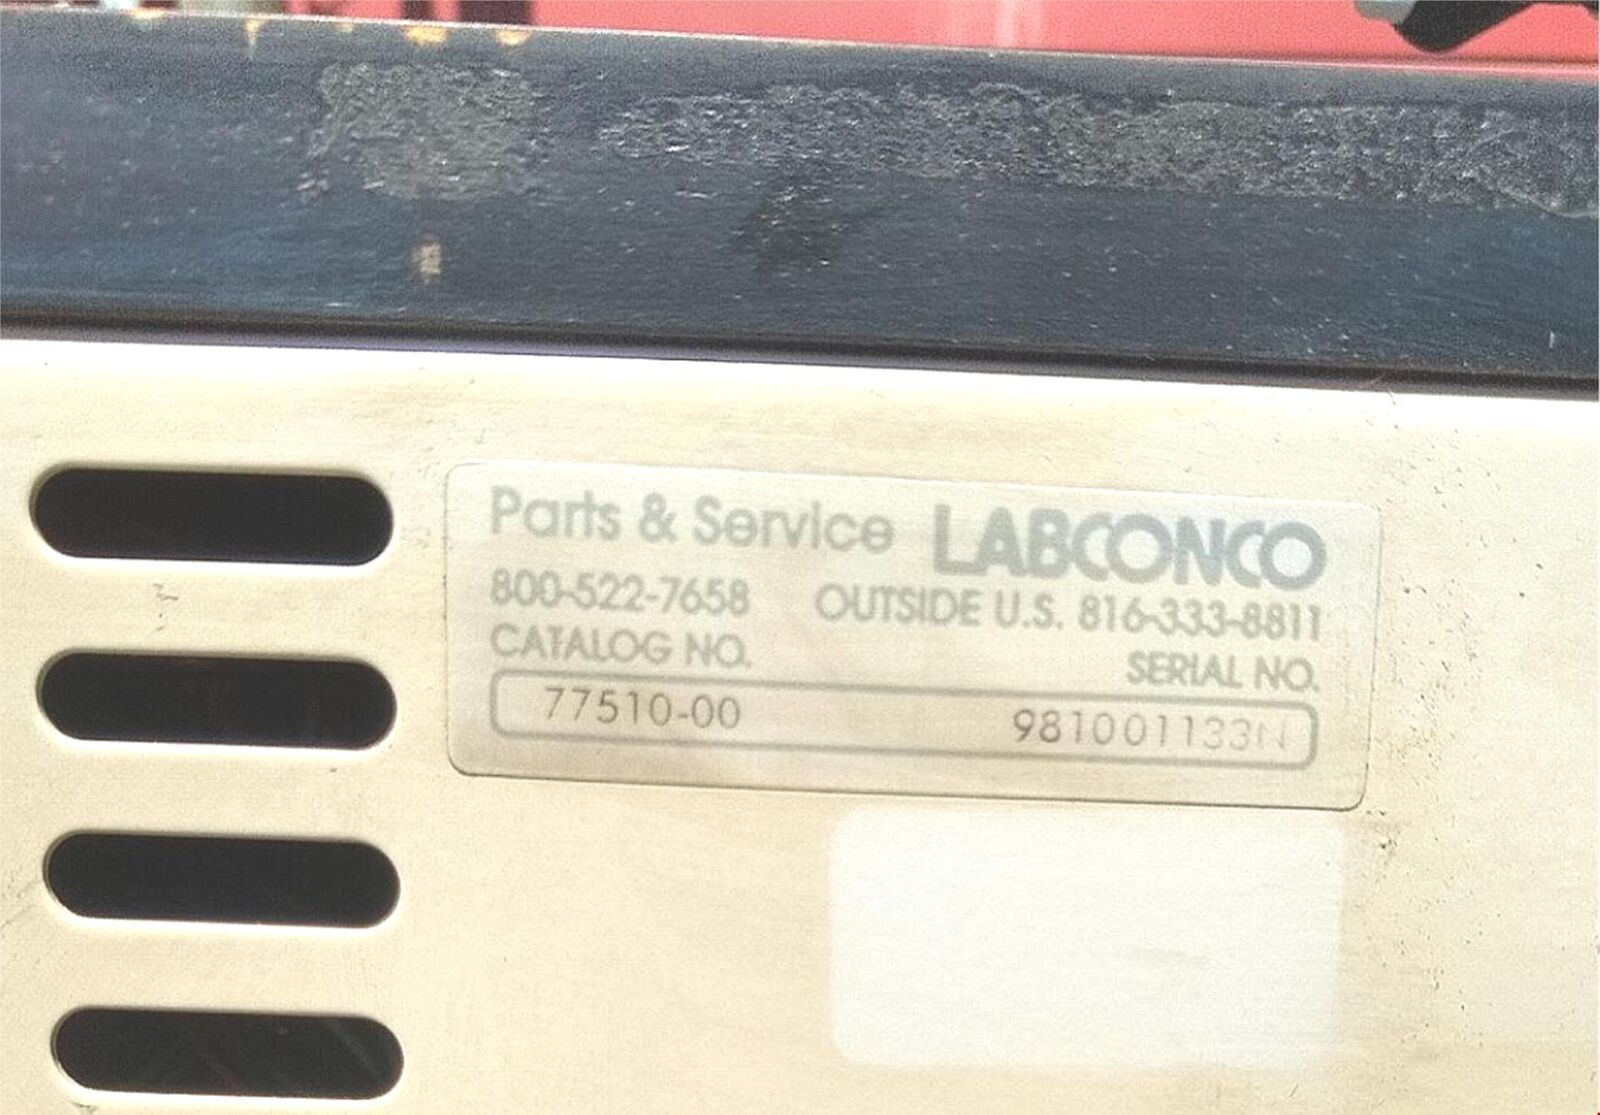 Parts & Service LABCONCO
800-522-7658 OUTSIDE U.S. 816-333-8811
CATALOG NO. SERIAL NO.
77510-00 981001133N